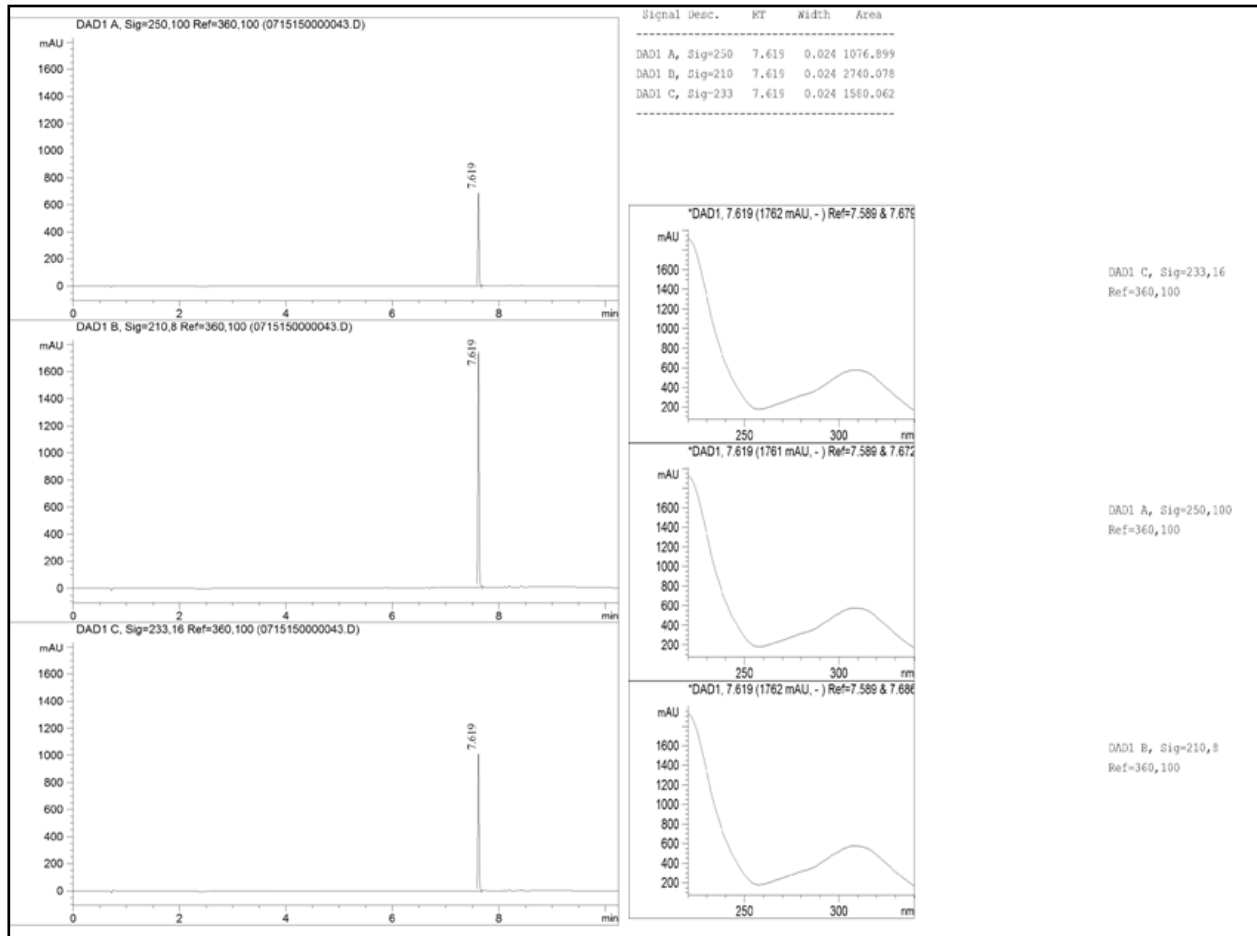 DAD1 A, Sig=250,100 Ref=360,100 (0715150000043.D)
mAU
1600
1400
1200
1000
800
600
400
200
0
7.619
0 2 4 6 8 min
DAD1 B, Sig=210,8 Ref=360,100 (0715150000043.D)
mAU
1600
1400
1200
1000
800
600
400
200
0
7.619
0 2 4 6 8 min
DAD1 C, Sig=233,16 Ref=360,100 (0715150000043.D)
mAU
1600
1400
1200
1000
800
600
400
200
0
7.619
0 2 4 6 8 min
Signal Desc. RT Width Area
----------------------------------------
DAD1 A, Sig=250 7.619 0.024 1076.899
DAD1 B, Sig=210 7.619 0.024 2740.078
DAD1 C, Sig=233 7.619 0.024 1580.062
----------------------------------------
*DAD1, 7.619 (1762 mAU, - ) Ref=7.589 & 7.679
mAU
1600
1400
1200
1000
800
600
400
200
250 300 nm
DAD1 C, Sig=233,16
Ref=360,100
*DAD1, 7.619 (1761 mAU, - ) Ref=7.589 & 7.672
mAU
1600
1400
1200
1000
800
600
400
200
250 300 nm
DAD1 A, Sig=250,100
Ref=360,100
*DAD1, 7.619 (1762 mAU, - ) Ref=7.589 & 7.686
mAU
1600
1400
1200
1000
800
600
400
200
250 300 nm
DAD1 B, Sig=210,8
Ref=360,100